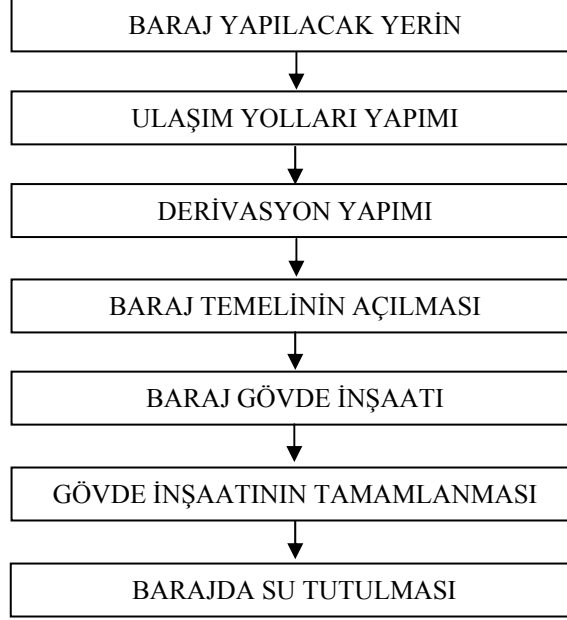 BARAJ YAPILACAK YERİN
ULAŞIM YOLLARI YAPIMI
DERİVASYON YAPIMI
BARAJ TEMELİNİN AÇILMASI
BARAJ GÖVDE İNŞAATI
GÖVDE İNŞAATININ TAMAMLANMASI
BARAJDA SU TUTULMASI